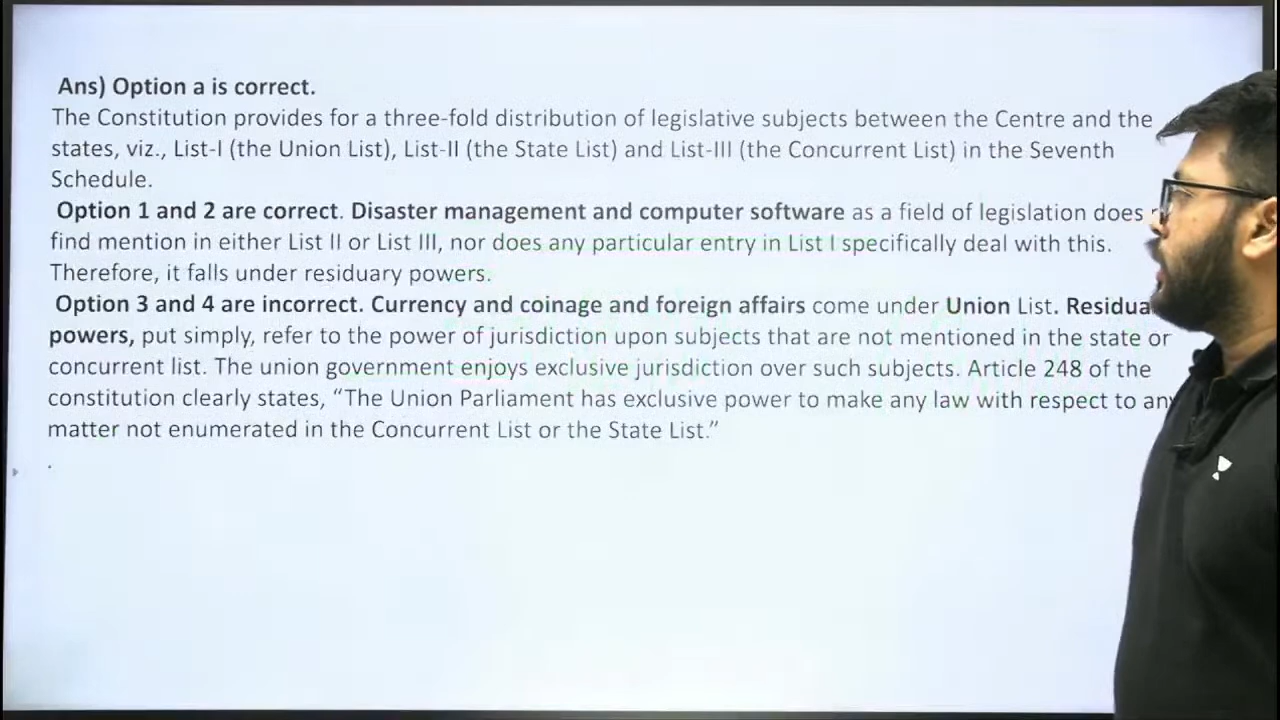 Ans) Option a is correct.
The Constitution provides for a three-fold distribution of legislative subjects between the Centre and the
states, viz., List-I (the Union List), List-II (the State List) and List-III (the Concurrent List) in the Seventh
Schedule.
Option 1 and 2 are correct. Disaster management and computer software as a field of legislation does
find mention in either List II or List III, nor does any particular entry in List I specifically deal with this.
Therefore, it falls under residuary powers.
Option 3 and 4 are incorrect. Currency and coinage and foreign affairs come under Union List. Residua
powers, put simply, refer to the power of jurisdiction upon subjects that are not mentioned in the state or
concurrent list. The union government enjoys exclusive jurisdiction over such subjects. Article 248 of the
constitution clearly states, “The Union Parliament has exclusive power to make any law with respect to any
matter not enumerated in the Concurrent List or the State List.”
.